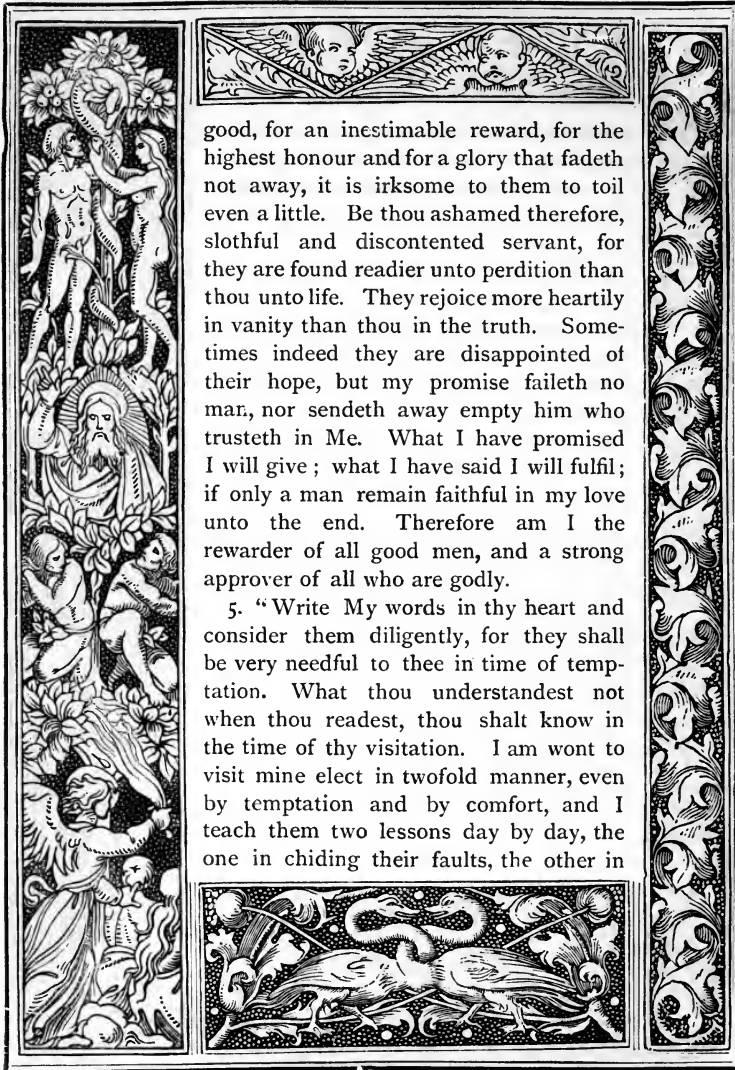 good, for an inestimable reward, for the
highest honour and for a glory that fadeth
not away, it is irksome to them to toil
even a little. Be thou ashamed therefore,
slothful and discontented servant, for
they are found readier unto perdition than
thou unto life. They rejoice more heartily
in vanity than thou in the truth. Some-
times indeed they are disappointed of
their hope, but my promise faileth no
man, nor sendeth away empty him who
trusteth in Me. What I have promised
I will give ; what I have said I will fulfil ;
if only a man remain faithful in my love
unto the end. Therefore am I the
rewarder of all good men, and a strong
approver of all who are godly.
5. “ Write My words in thy heart and
consider them diligently, for they shall
be very needful to thee in time of temp-
tation. What thou understandest not
when thou readest, thou shalt know in
the time of thy visitation. I am wont to
visit mine elect in twofold manner, even
by temptation and by comfort, and I
teach them two lessons day by day, the
one in chiding their faults, the other in